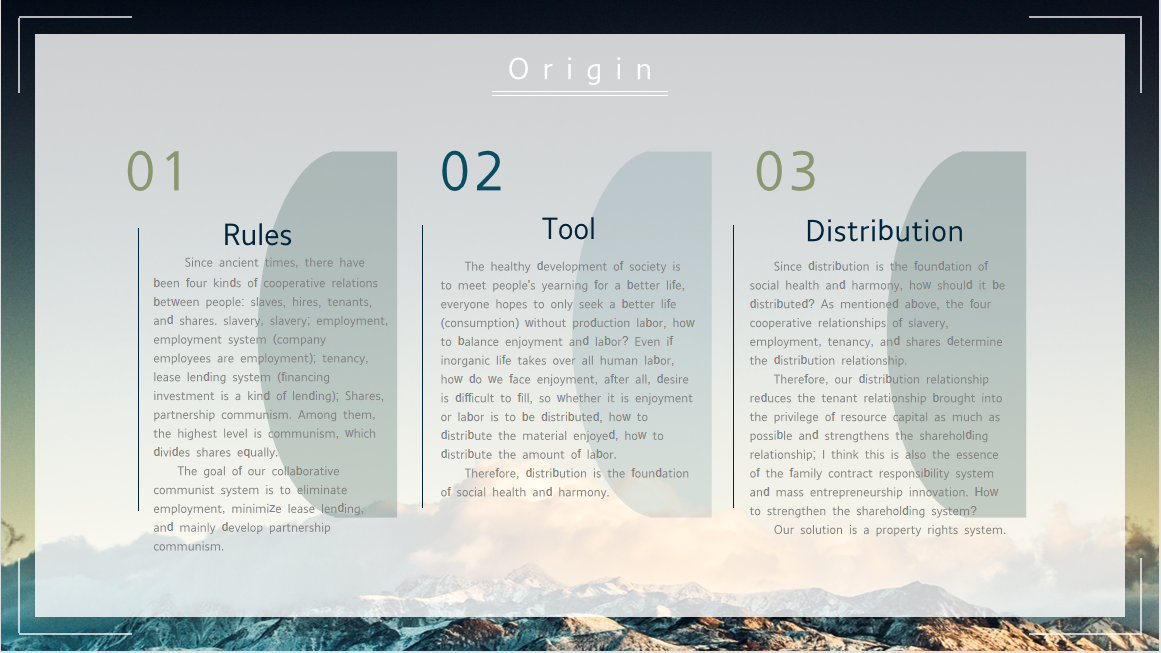 Origin
01
Rules
Since ancient times, there have
been four kinds of cooperative relations
between people: slaves, hires, tenants,
and shares. slavery, slavery; employment,
employment system (company
employees are employment); tenancy,
lease lending system (financing
investment is a kind of lending); Shares,
partnership communism. Among them,
the highest level is communism, which
divides shares equally.
The goal of our collaborative
communist system is to eliminate
employment, minimize lease lending,
and mainly develop partnership
communism.
02
Tool
The healthy development of society is
to meet people's yearning for a better life,
everyone hopes to only seek a better life
(consumption) without production labor, how
to balance enjoyment and labor? Even if
inorganic life takes over all human labor,
how do we face enjoyment, after all, desire
is difficult to fill, so whether it is enjoyment
or labor is to be distributed, how to
distribute the material enjoyed, how to
distribute the amount of labor.
Therefore, distribution is the foundation
of social health and harmony.
03
Distribution
Since distribution is the foundation of
social health and harmony, how should it be
distributed? As mentioned above, the four
cooperative relationships of slavery,
employment, tenancy, and shares determine
the distribution relationship.
Therefore, our distribution relationship
reduces the tenant relationship brought into
the privilege of resource capital as much as
possible and strengthens the shareholding
relationship; I think this is also the essence
of the family contract responsibility system
and mass entrepreneurship innovation. How
to strengthen the shareholding system?
Our solution is a property rights system.